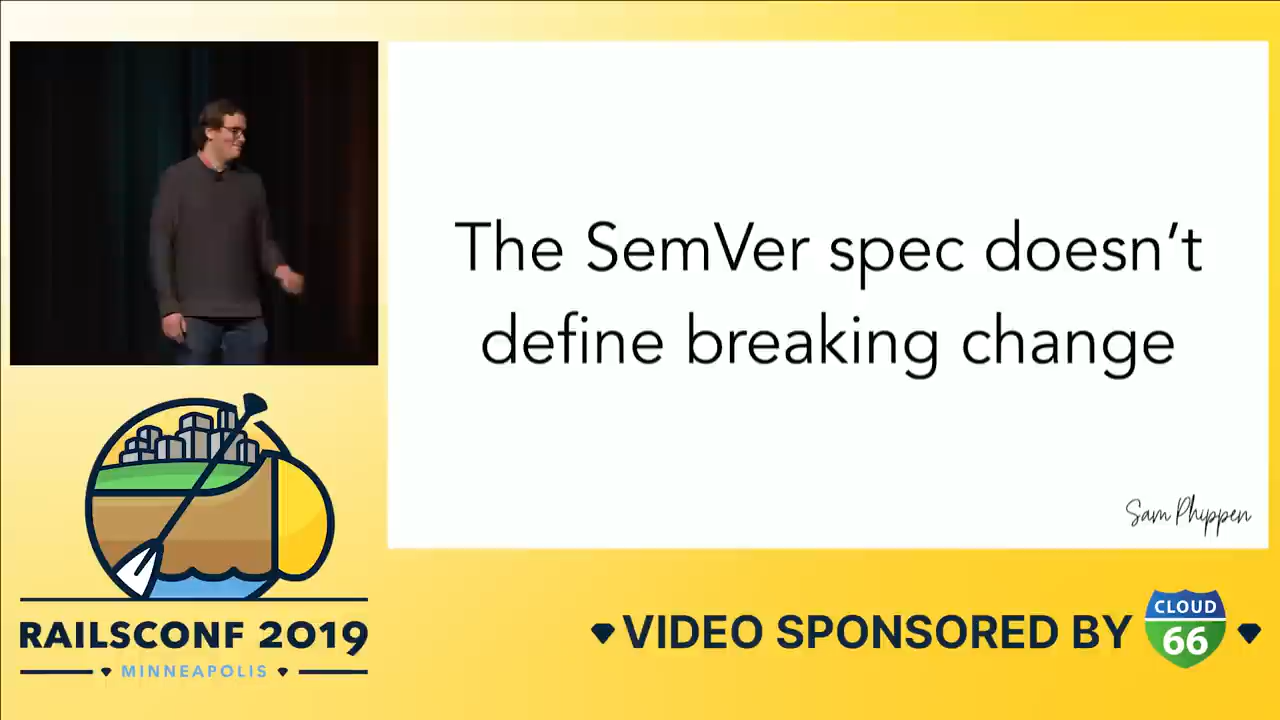 The SemVer spec doesn’t
define breaking change
Sam Phippen
RAILSCONF 2019
MINNEAPOLIS
VIDEO SPONSORED BY
CLOUD
66